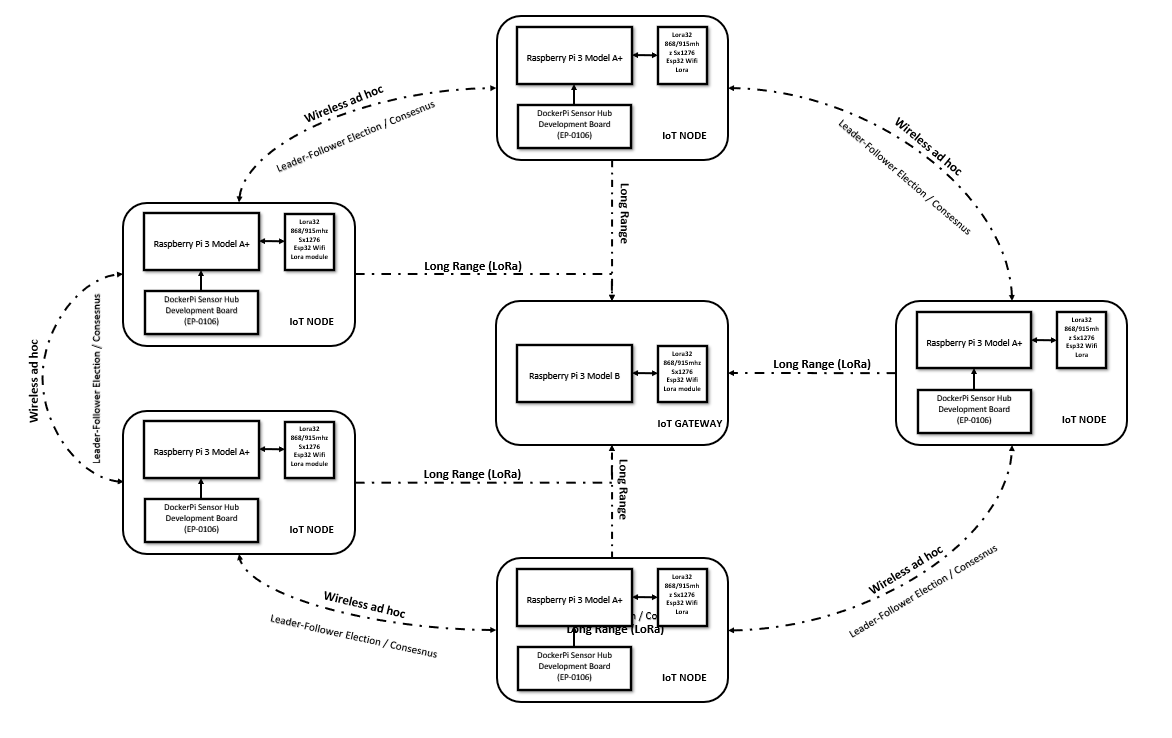 Raspberry Pi 3 Model A+
Lora32
868/915mh
z Sx1276
Esp32 Wifi
Lora
DockerPi Sensor Hub
Development Board
(EP-0106)
IoT NODE
Wireless ad hoc
Leader-Follower Election / Consesnus
Wireless ad hoc
Leader-Follower Election / Consesnus
Long Range
Raspberry Pi 3 Model A+
Lora32
868/915mhz
Sx1276
Esp32 Wifi
Lora module
DockerPi Sensor Hub
Development Board
(EP-0106)
IoT NODE
Long Range (LoRa)
Wireless ad hoc
Leader-Follower Election / Consesnus
Raspberry Pi 3 Model B
Lora32
868/915mhz
Sx1276
Esp32 Wifi
Lora module
IoT GATEWAY
Long Range (LoRa)
Raspberry Pi 3 Model A+
Lora32
868/915mh
z Sx1276
Esp32 Wifi
Lora
DockerPi Sensor Hub
Development Board
(EP-0106)
IoT NODE
Raspberry Pi 3 Model A+
Lora32
868/915mhz
Sx1276
Esp32 Wifi
Lora module
DockerPi Sensor Hub
Development Board
(EP-0106)
IoT NODE
Long Range (LoRa)
Long Range
Wireless ad hoc
Leader-Follower Election / Consesnus
Wireless ad hoc
Leader-Follower Election / Consesnus
Raspberry Pi 3 Model A+
Lora32
868/915mh
z Sx1276
Esp32 Wifi
Lora
/ Co
Long Range (LoRa)
DockerPi Sensor Hub
Development Board
(EP-0106)
IoT NODE